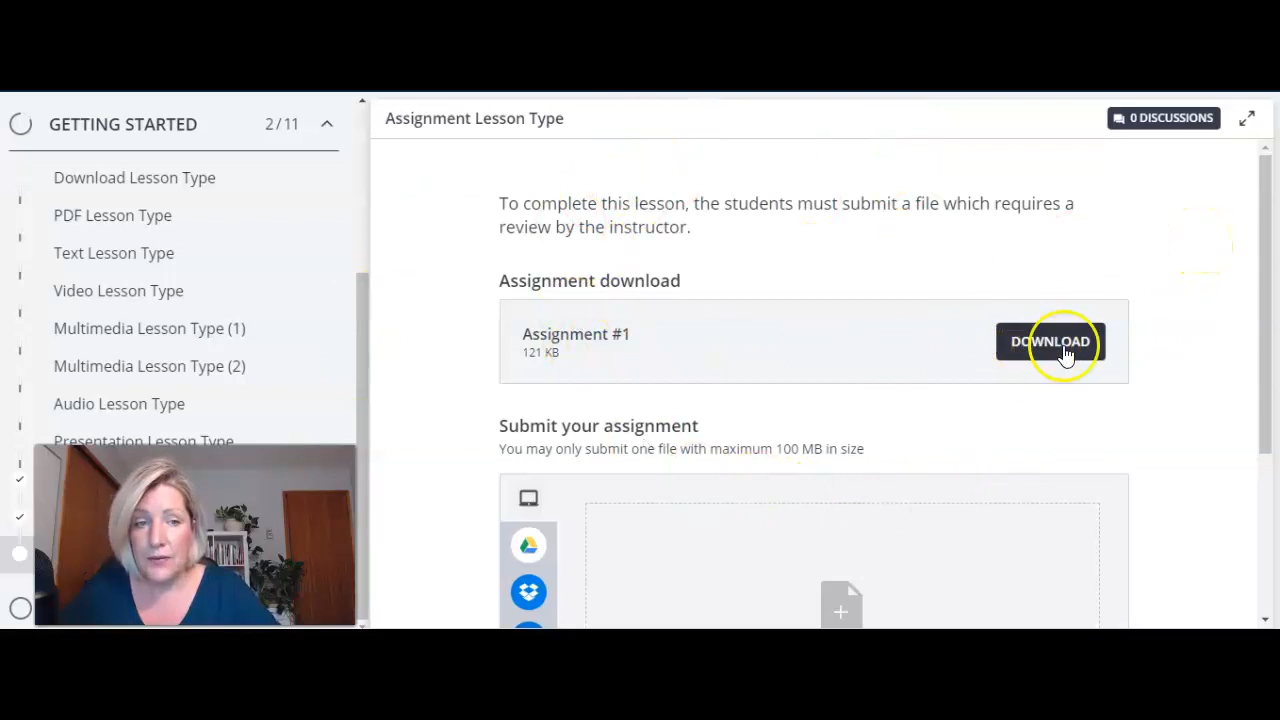 GETTING STARTED 2/11
Download Lesson Type
PDF Lesson Type
Text Lesson Type
Video Lesson Type
Multimedia Lesson Type (1)
Multimedia Lesson Type (2)
Audio Lesson Type
Presentation Lesson Type
Assignment Lesson Type
0 DISCUSSIONS
To complete this lesson, the students must submit a file which requires a
review by the instructor.
Assignment download
Assignment #1
121 KB
DOWNLOAD
Submit your assignment
You may only submit one file with maximum 100 MB in size